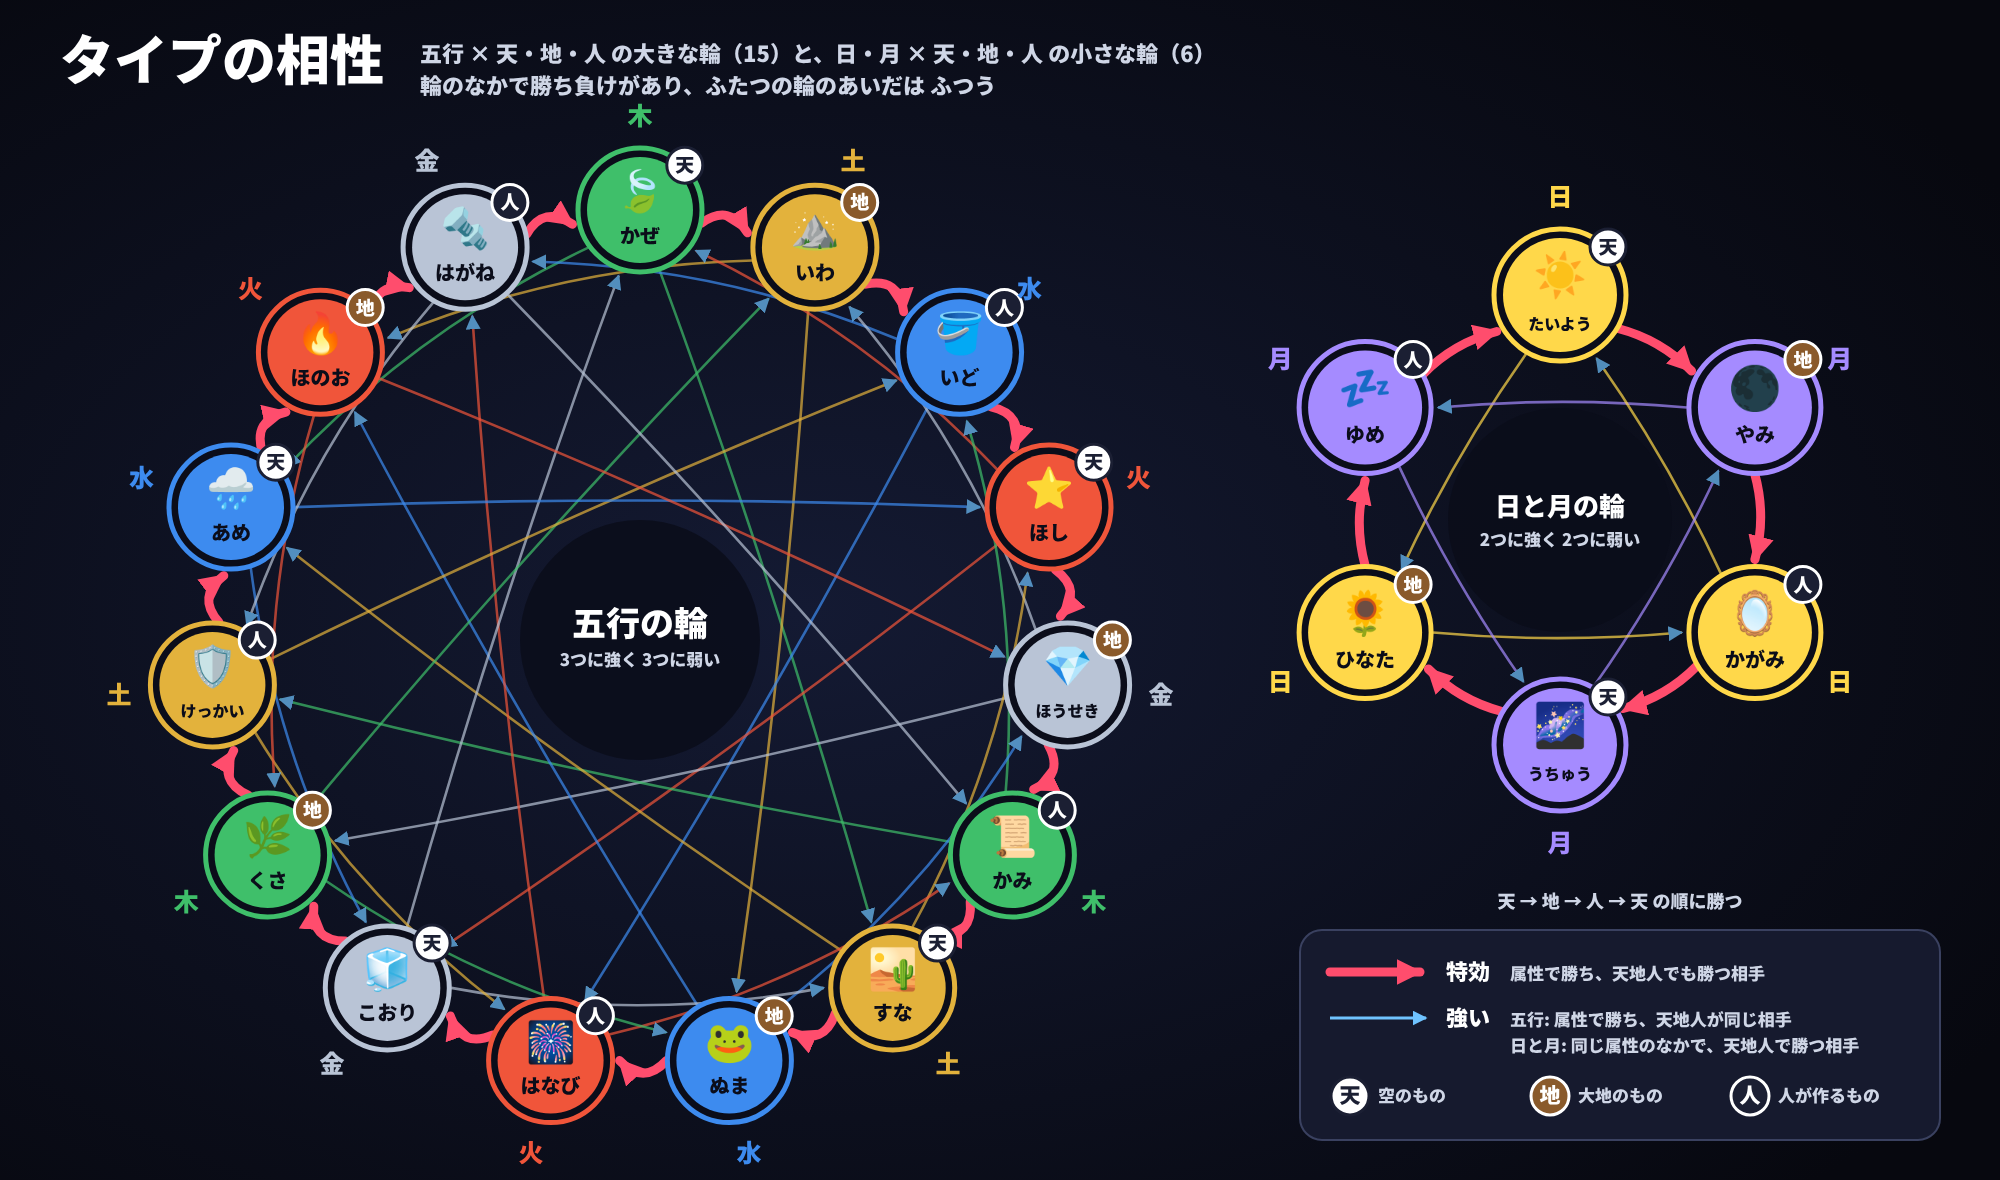 タイプの相性
五行 × 天・地・人 の大きな輪（15）と、日・月 × 天・地・人 の小さな輪（6）
輪のなかで勝ち負けがあり、ふたつの輪のあいだは ふつう
木
天
かぜ
土
地
いわ
水
人
いど
火
天
ほし
金
地
ほうせき
木
人
かみ
土
天
すな
水
地
ぬま
火
人
はなび
金
天
こおり
木
地
くさ
土
人
けっかい
水
天
あめ
火
地
ほのお
金
人
はがね
五行の輪
3つに強く 3つに弱い
日
天
たいよう
月
地
やみ
日
人
かがみ
月
天
うちゅう
日
地
ひなた
月
人
ゆめ
日と月の輪
2つに強く 2つに弱い
天 → 地 → 人 → 天 の順に勝つ
特効 属性で勝ち、天地人でも勝つ相手
強い 五行: 属性で勝ち、天地人が同じ相手
日と月: 同じ属性のなかで、天地人で勝つ相手
天 空のもの 地 大地のもの 人 人が作るもの